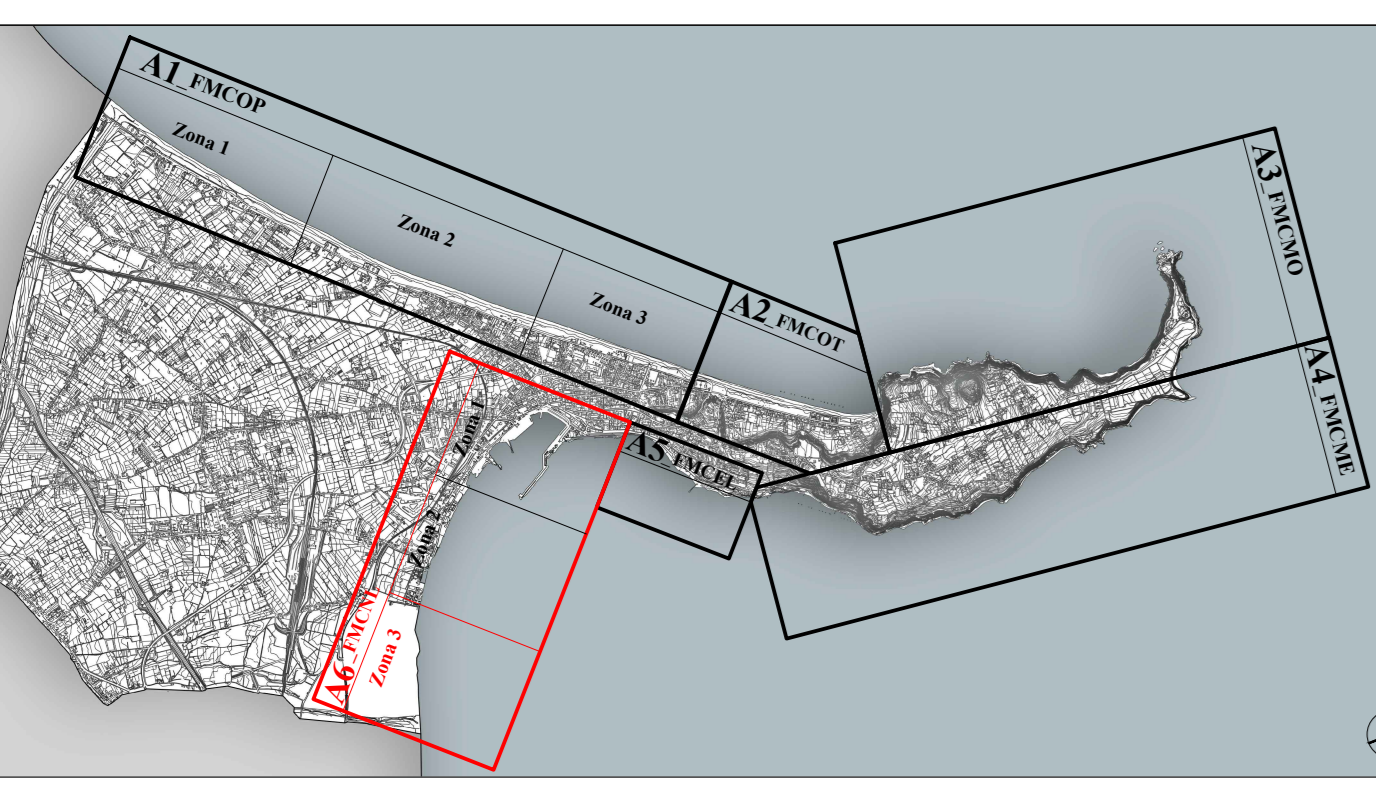 A1_FMCOP
Zona 1
Zona 2
Zona 3
A2_FMCOT
A3_FMCMO
A4_FMCME
A5_FMCEL
A6_FMCNI
Zona 1
Zona 2
Zona 3